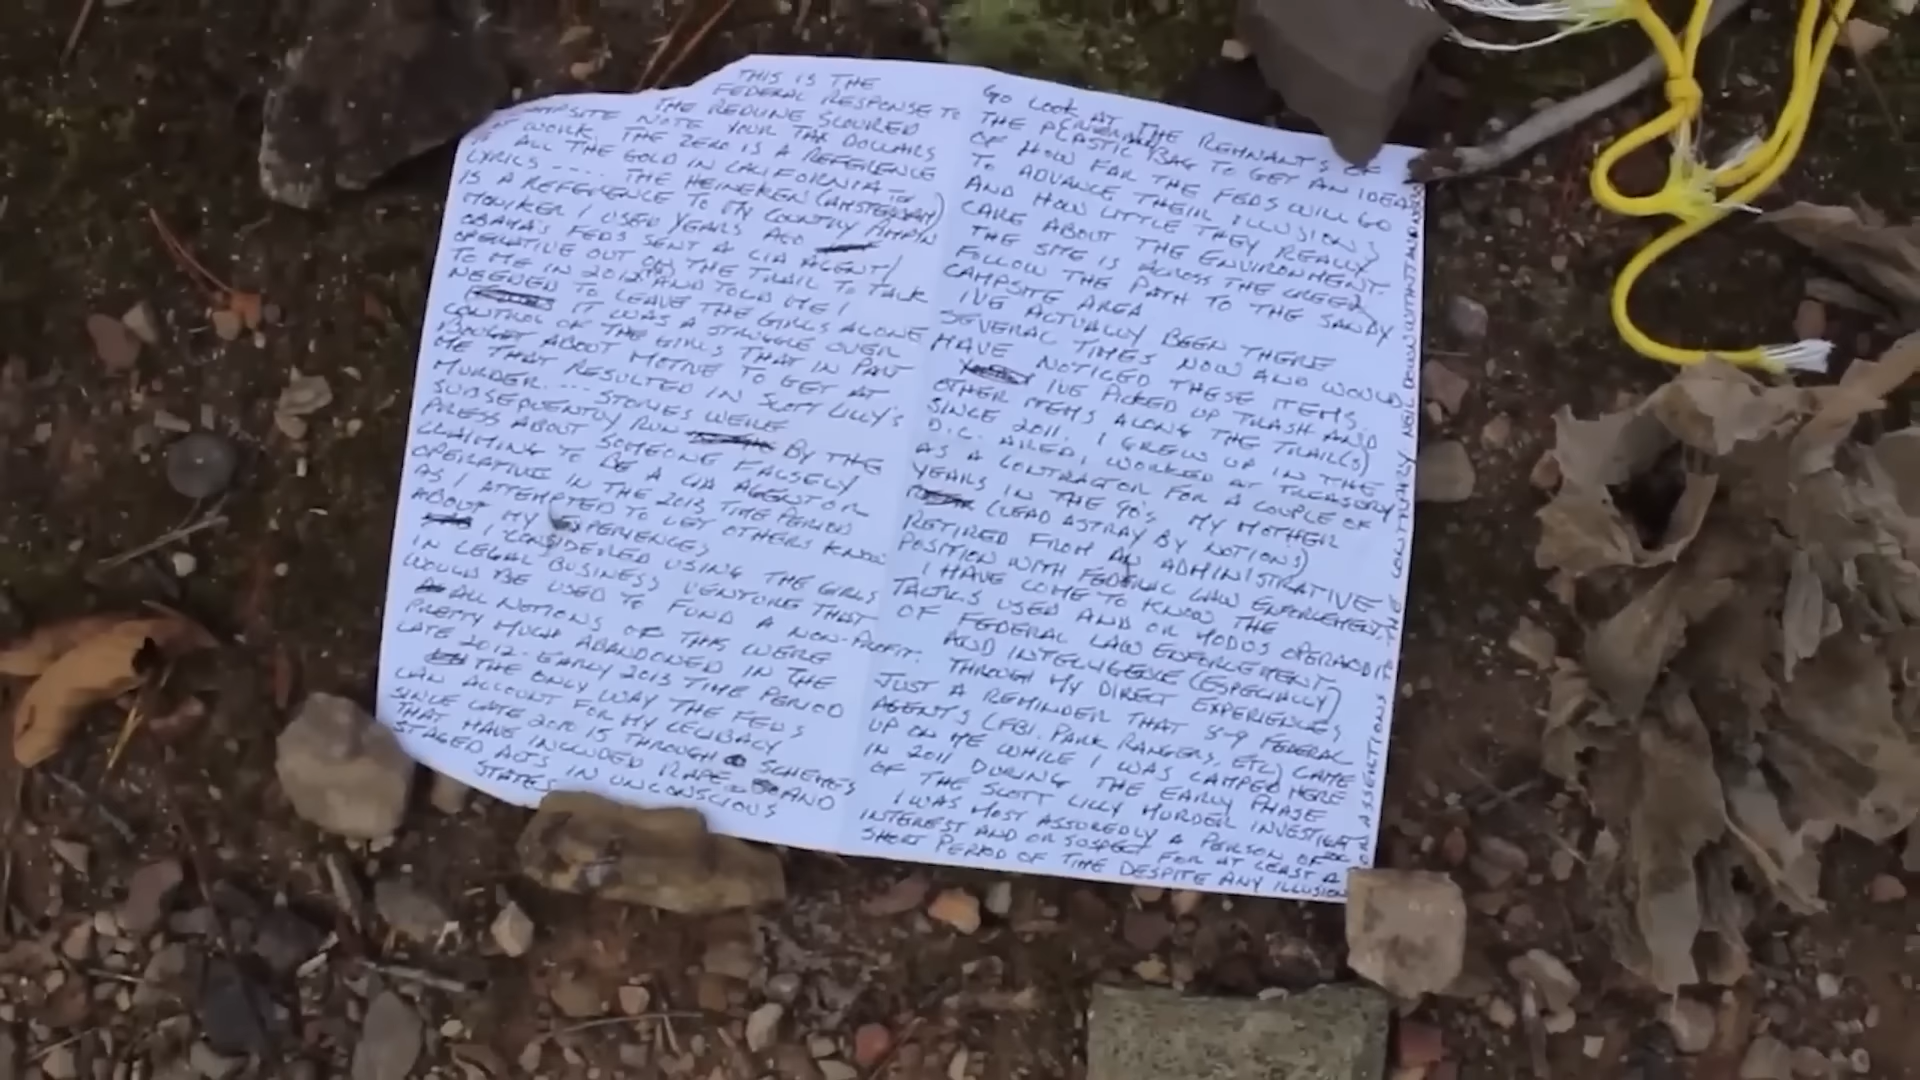 THIS IS THE
FEDERAL RESPONSE TO
THE REDLINE SCOURED
CAMPSITE NOTE YOUR TAX DOLLARS
AT WORK. THE ZERO IS A REFERENCE
TO ALL THE GOLD IN CALIFORNIA
LYRICS .... THE HEINEKEN (AMSTERDAM)
IS A REFERENCE TO MY COUNTRY PIMPIN
MONIKER I USED YEARS AGO
OBAMA'S FEDS SENT A CIA AGENT/
OPERATIVE OUT ON THE TRAIL TO TALK
TO ME IN 2012 AND TOLD ME I
NEEDED TO LEAVE THE GIRLS ALONE
IT WAS A STRUGGLE OVER
CONTROL OF THE GIRLS THAT IN PART
BOUGHT ABOUT MOTIVE TO GET AT
ME THAT RESULTED IN SCOTT LILLY'S
MURDER.... STORIES WERE
SUBSEQUENTLY RUN BY THE
PRESS ABOUT SOMEONE FALSELY
CLAIMING TO BE A CIA AGENT OR
OPERATIVE IN THE 2013 TIME PERIOD
AS I ATTEMPTED TO LET OTHERS KNOW
ABOUT MY EXPERIENCES
I CONSIDERED USING THE GIRLS
IN LEGAL BUSINESS VENTURE THAT
WOULD BE USED TO FUND A NON-PROFIT.
ALL NOTIONS OF THIS WERE
PRETTY MUCH ABANDONED IN THE
LATE 2012-EARLY 2013 TIME PERIOD
THE ONLY WAY THE FEDS
CAN ACCOUNT FOR MY CELIBACY
SINCE LATE 2010 IS THROUGH SCHEMES
THAT HAVE INCLUDED RAPE AND
STAGED ACTS IN UNCONSCIOUS
STATES
GO LOOK AT THE REMNANTS OF
THE PLASTIC BAG TO GET AN IDEA
OF HOW FAR THE FEDS WILL GO
TO ADVANCE THEIR ILLUSIONS
AND HOW LITTLE THEY REALLY
CARE ABOUT THE ENVIRONMENT.
THE SITE IS ACROSS THE CREEK
FOLLOW THE PATH TO THE SANDY
CAMPSITE AREA
I'VE ACTUALLY BEEN THERE
SEVERAL TIMES NOW AND WOULD
HAVE NOTICED THESE ITEMS.
I'VE PICKED UP TRASH AND
OTHER ITEMS ALONG THE TRAIL(S)
SINCE 2011. I GREW UP IN THE
D.C. AREA, I WORKED AT TREASURY
AS A CONTRACTOR FOR A COUPLE OF
YEARS IN THE 90'S. MY MOTHER
(LEAD ASTRAY BY NOTIONS)
RETIRED FROM AN ADMINISTRATIVE
POSITION WITH FEDERAL LAW ENFORCEMENT.
I HAVE COME TO KNOW THE
TACTICS USED AND OR MODUS OPERANDI
OF FEDERAL LAW ENFORCEMENT
AND INTELLIGENCE (ESPECIALLY)
THROUGH MY DIRECT EXPERIENCES
JUST A REMINDER THAT 8-9 FEDERAL
AGENTS (FBI, PARK RANGERS, ETC) CAME
UP ON ME WHILE I WAS CAMPED HERE
IN 2011 DURING THE EARLY PHASE
OF THE SCOTT LILLY MURDER INVESTIGATION
I WAS MOST ASSUREDLY A PERSON OF
INTEREST AND OR SUSPECT FOR AT LEAST A
SHORT PERIOD OF TIME DESPITE ANY ILLUSION
OR ASSERTIONS THE CONTRARY